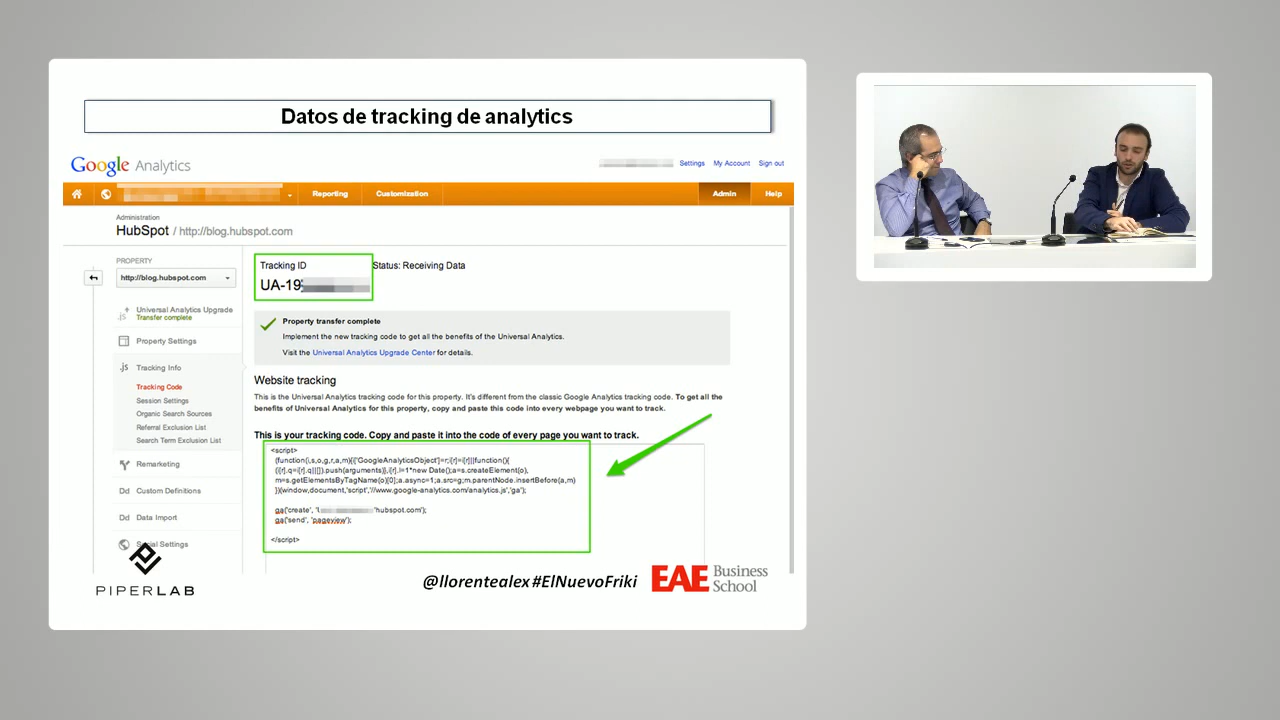 Datos de tracking de analytics
Google Analytics
Settings My Account Sign out
Reporting Customization Admin Help
Administration
HubSpot / http://blog.hubspot.com
PROPERTY
http://blog.hubspot.com
Universal Analytics Upgrade
Transfer complete
Property Settings
.js Tracking Info
Tracking Code
Session Settings
Organic Search Sources
Referral Exclusion List
Search Term Exclusion List
Remarketing
Dd Custom Definitions
Dd Data Import
Social Settings
Tracking ID
Status: Receiving Data
UA-19
Property transfer complete
Implement the new tracking code to get all the benefits of the Universal Analytics.
Visit the Universal Analytics Upgrade Center for details.
Website tracking
This is the Universal Analytics tracking code for this property. It's different from the classic Google Analytics tracking code. To get all the
benefits of Universal Analytics for this property, copy and paste this code into every webpage you want to track.
This is your tracking code. Copy and paste it into the code of every page you want to track.
<script>
(function(i,s,o,g,r,a,m){i['GoogleAnalyticsObject']=r;i[r]=i[r]||function(){
(i[r].q=i[r].q||[]).push(arguments)},i[r].l=1*new Date();a=s.createElement(o),
m=s.getElementsByTagName(o)[0];a.async=1;a.src=g;m.parentNode.insertBefore(a,m)
})(window,document,'script','//www.google-analytics.com/analytics.js','ga');
ga('create', 'hubspot.com');
ga('send', 'pageview');
</script>
PIPERLAB
@llorentealex #ElNuevoFriki
EAE Business
School